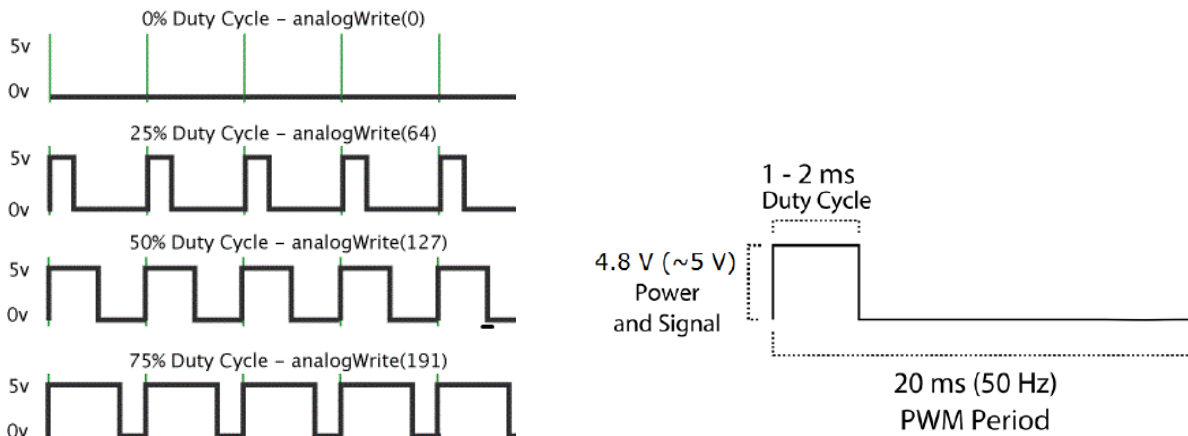 0% Duty Cycle – analogWrite(0)
5v
0v
25% Duty Cycle – analogWrite(64)
5v
0v
50% Duty Cycle – analogWrite(127)
5v
0v
75% Duty Cycle – analogWrite(191)
5v
0v
1 - 2 ms
Duty Cycle
4.8 V (~5 V)
Power
and Signal
20 ms (50 Hz)
PWM Period